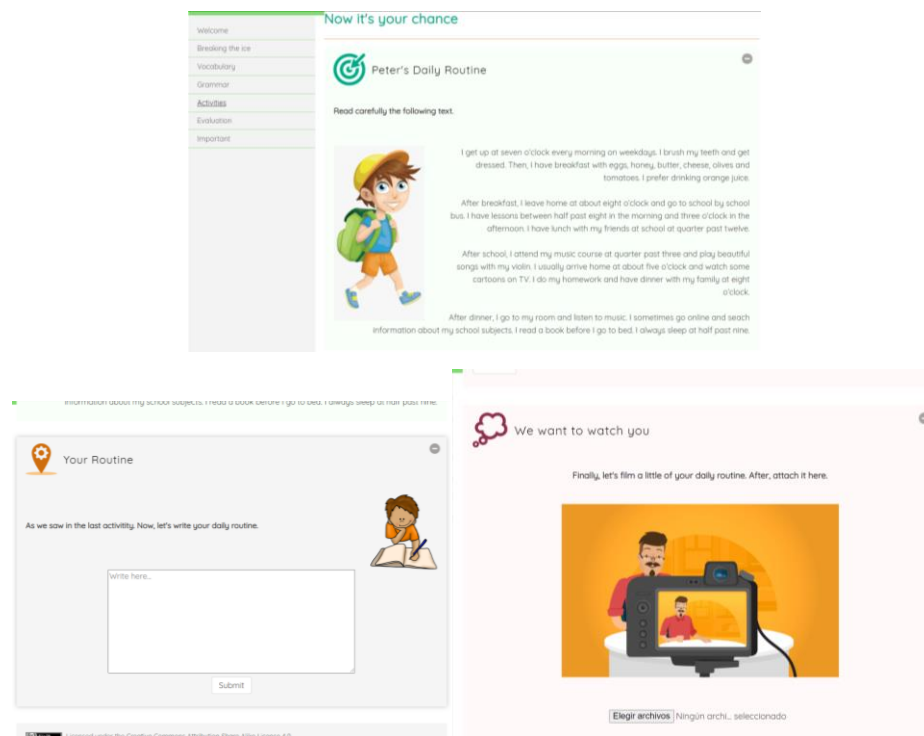 Now it's your chance
Welcome
Breaking the ice
Vocabulary
Grammar
Activities
Evaluation
Important
Peter's Daily Routine
Read carefully the following text.
I get up at seven o'clock every morning on weekdays. I brush my teeth and get
dressed. Then, I have breakfast with eggs, honey, butter, cheese, olives and
tomatoes. I prefer drinking orange juice.
After breakfast, I leave home at about eight o'clock and go to school by school
bus. I have lessons between half past eight in the morning and three o'clock in the
afternoon. I have lunch with my friends at school at quarter past twelve.
After school, I attend my music course at quarter past three and play beautiful
songs with my violin. I usually arrive home at about five o'clock and watch some
cartoons on TV. I do my homework and have dinner with my family at eight
o'clock.
After dinner, I go to my room and listen to music. I sometimes go online and seach
information about my school subjects. I read a book before I go to bed. I always sleep at half past nine.
information about my school subjects. I read a book before I go to bed. I always sleep at half past nine.
Your Routine
As we saw in the last activitity. Now, let's write your daily routine.
Write here...
Submit
Licensed under the Creative Commons Attribution Share Alike License 4.0
We want to watch you
Finally, let's film a little of your daily routine. After, attach it here.
Elegir archivos Ningún archi... seleccionado